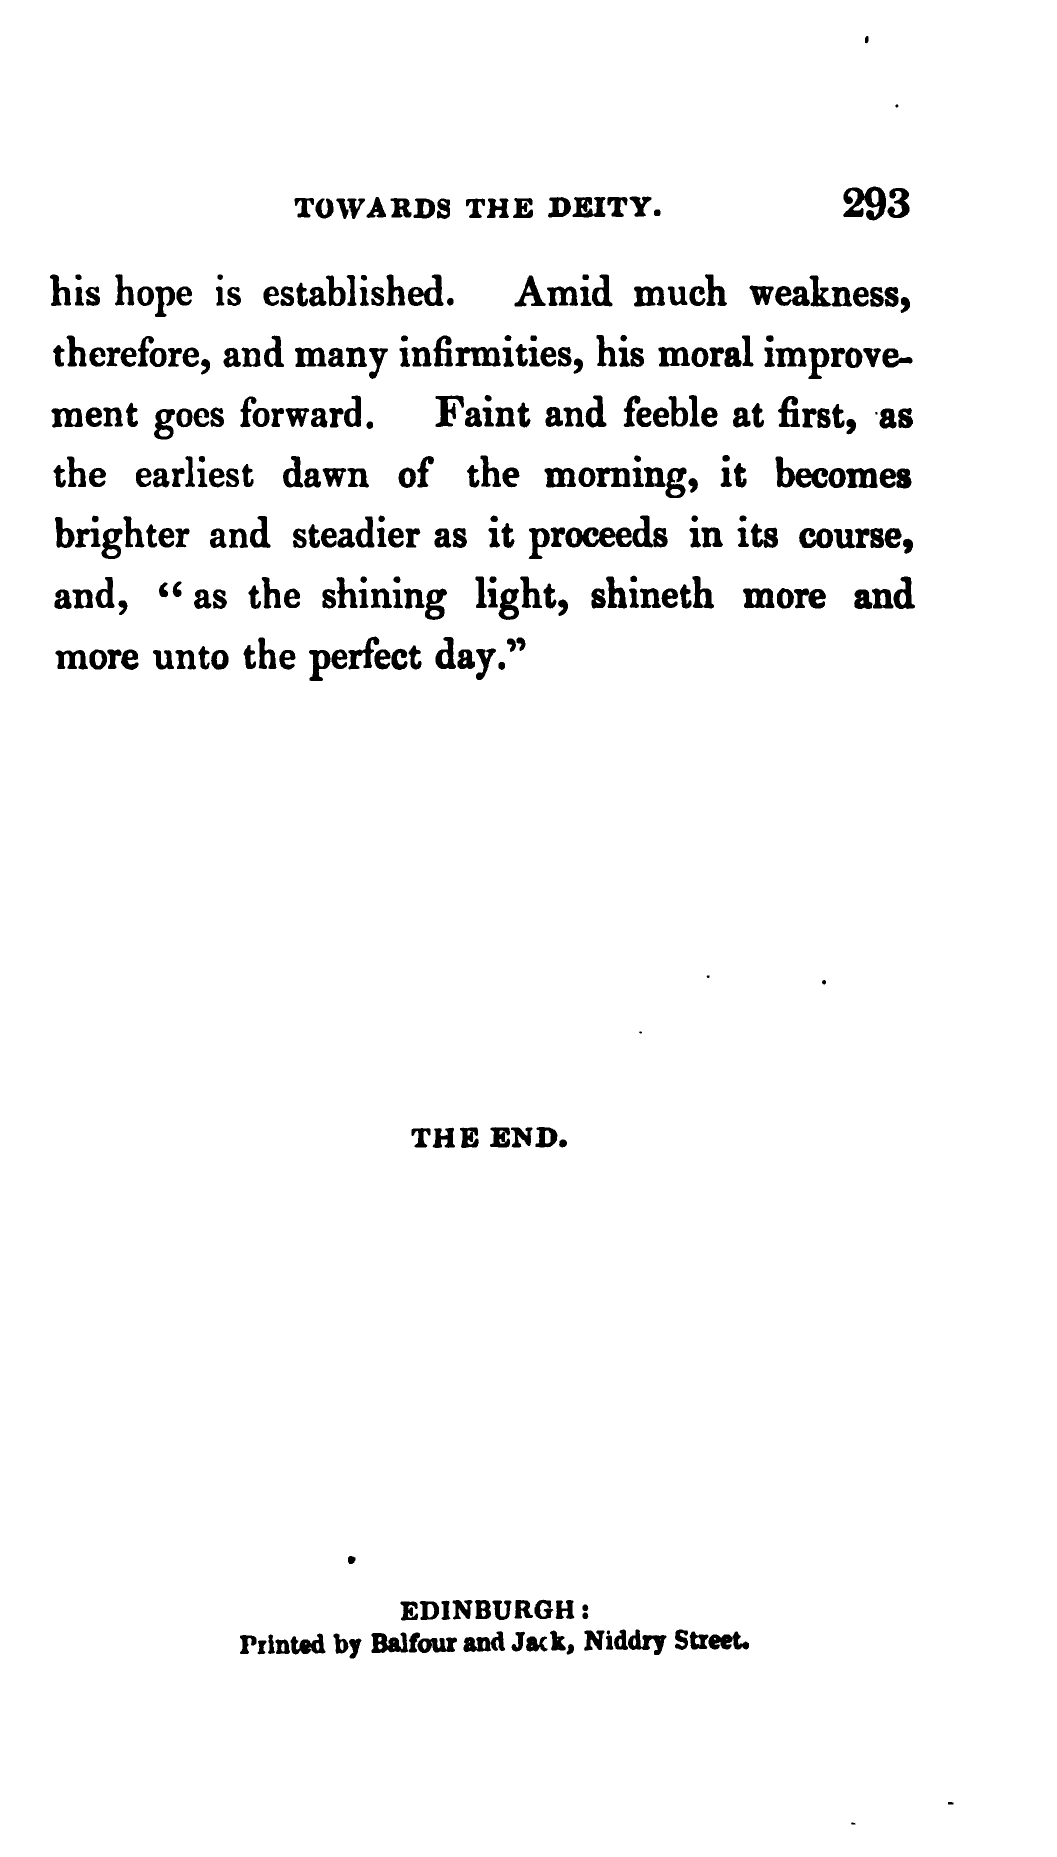 TOWARDS THE DEITY. 293
his hope is established. Amid much weakness,
therefore, and many infirmities, his moral improve-
ment goes forward. Faint and feeble at first, as
the earliest dawn of the morning, it becomes
brighter and steadier as it proceeds in its course,
and, “as the shining light, shineth more and
more unto the perfect day.”
THE END.
EDINBURGH:
Printed by Balfour and Jack, Niddry Street.